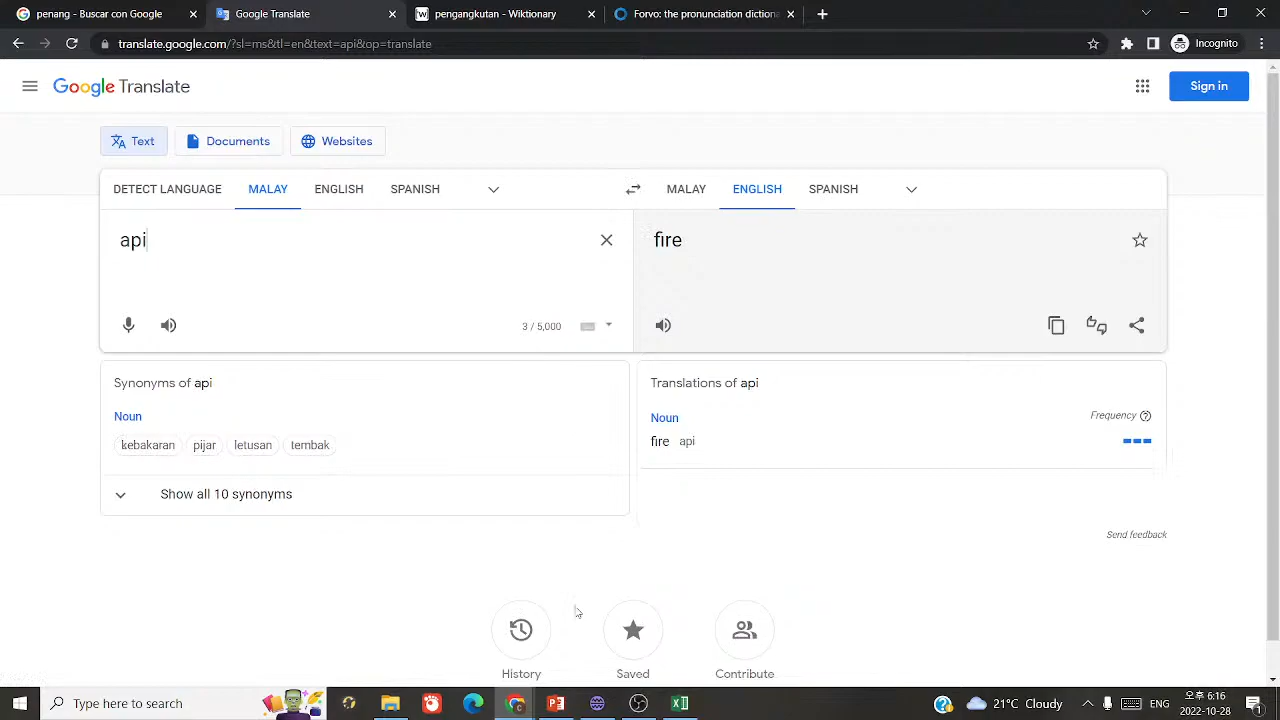 penang - Buscar con Google
Google Translate
pengangkutan - Wiktionary
Forvo: the pronunciation dictiona
translate.google.com/?sl=ms&tl=en&text=api&op=translate
Incognito
Google Translate
Sign in
Text
Documents
Websites
DETECT LANGUAGE
MALAY
ENGLISH
SPANISH
MALAY
ENGLISH
SPANISH
api
fire
3 / 5,000
Synonyms of api
Noun
kebakaran
pijar
letusan
tembak
Show all 10 synonyms
Translations of api
Noun
Frequency
fire api
Send feedback
History
Saved
Contribute
Type here to search
21°C Cloudy
ENG
오후 6:16
2022-10-28